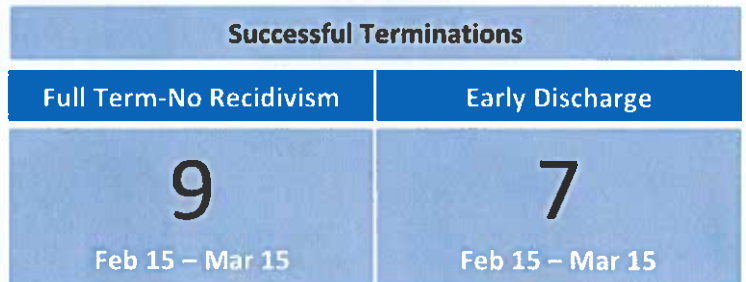 Successful Terminations
Full Term-No Recidivism Early Discharge
9 7
Feb 15 – Mar 15 Feb 15 – Mar 15